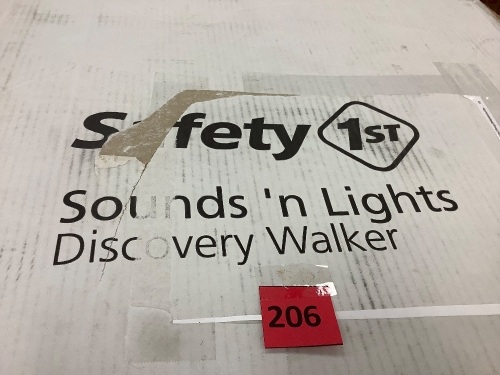 Safety 1ST
Sounds 'n Lights
Discovery Walker
206